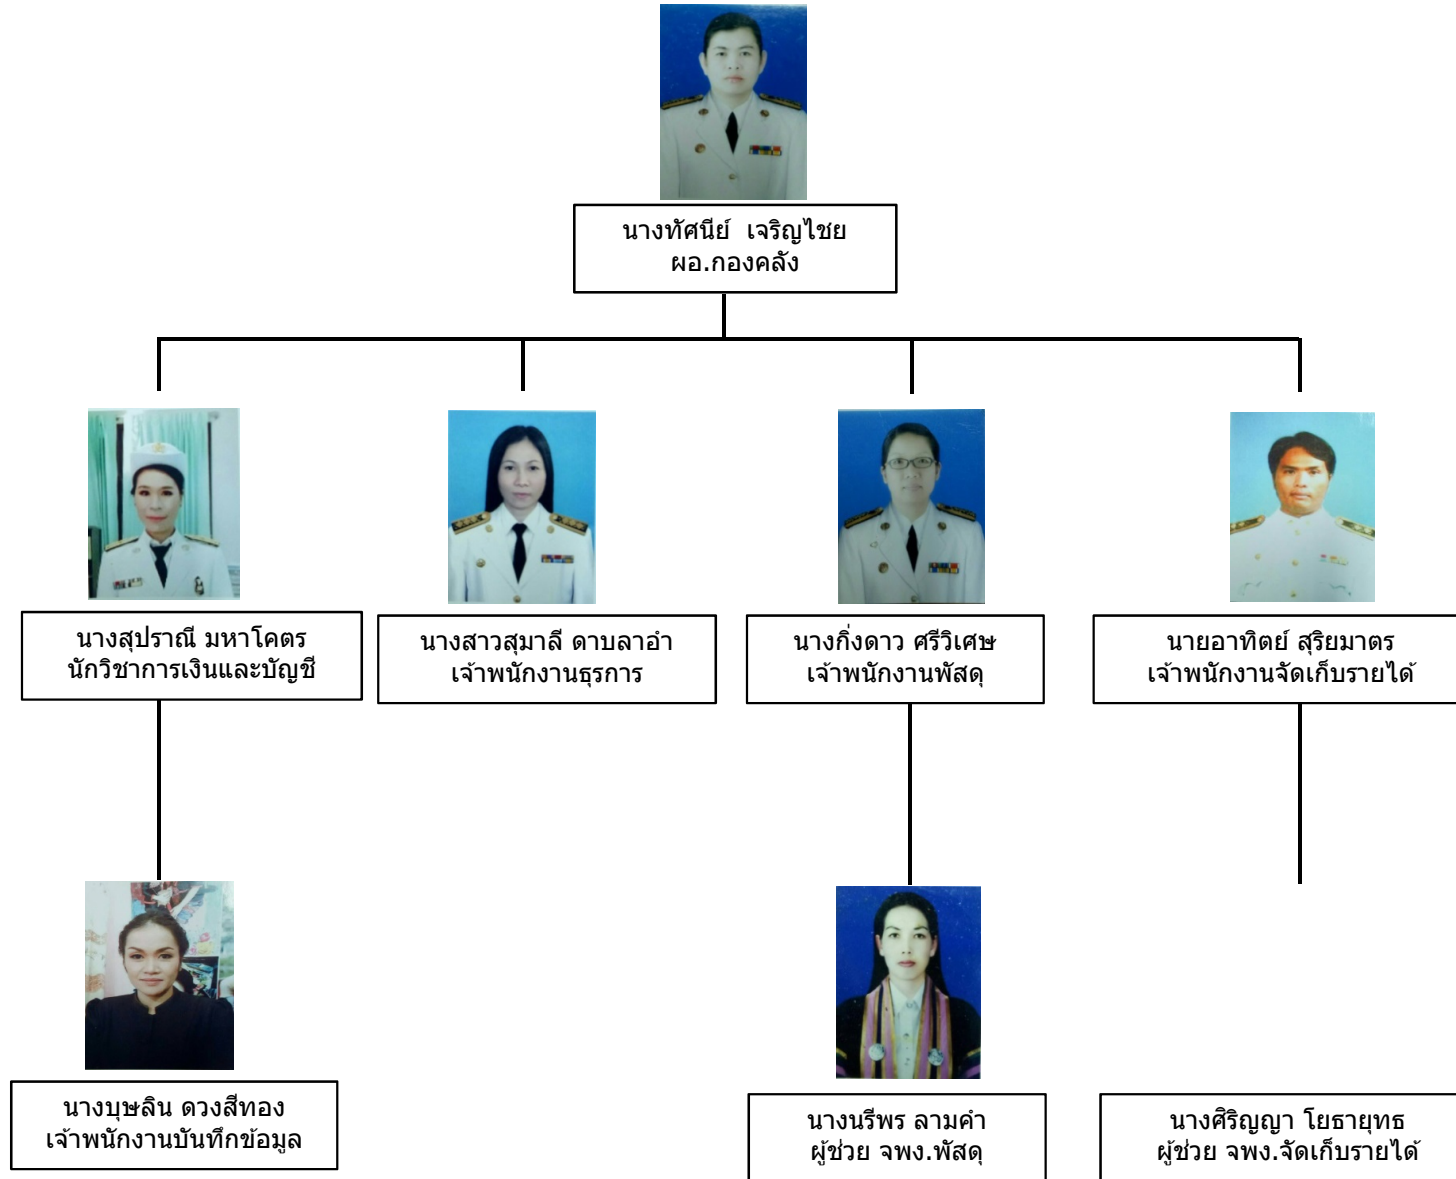 นางทัศนีย์  เจริญไชย
ผอ.กองคลัง
นางสุปราณี มหาโคตร
นักวิชาการเงินและบัญชี
นางสาวสุมาลี ดาบลาอำ
เจ้าพนักงานธุรการ
นางกิ่งดาว ศรีวิเศษ
เจ้าพนักงานพัสดุ
นายอาทิตย์ สุริยมาตร
เจ้าพนักงานจัดเก็บรายได้
นางบุษลิน ดวงสีทอง
เจ้าพนักงานบันทึกข้อมูล
นางนรีพร ลามคำ
ผู้ช่วย จพง.พัสดุ
นางศิริญญา โยธายุทธ
ผู้ช่วย จพง.จัดเก็บรายได้